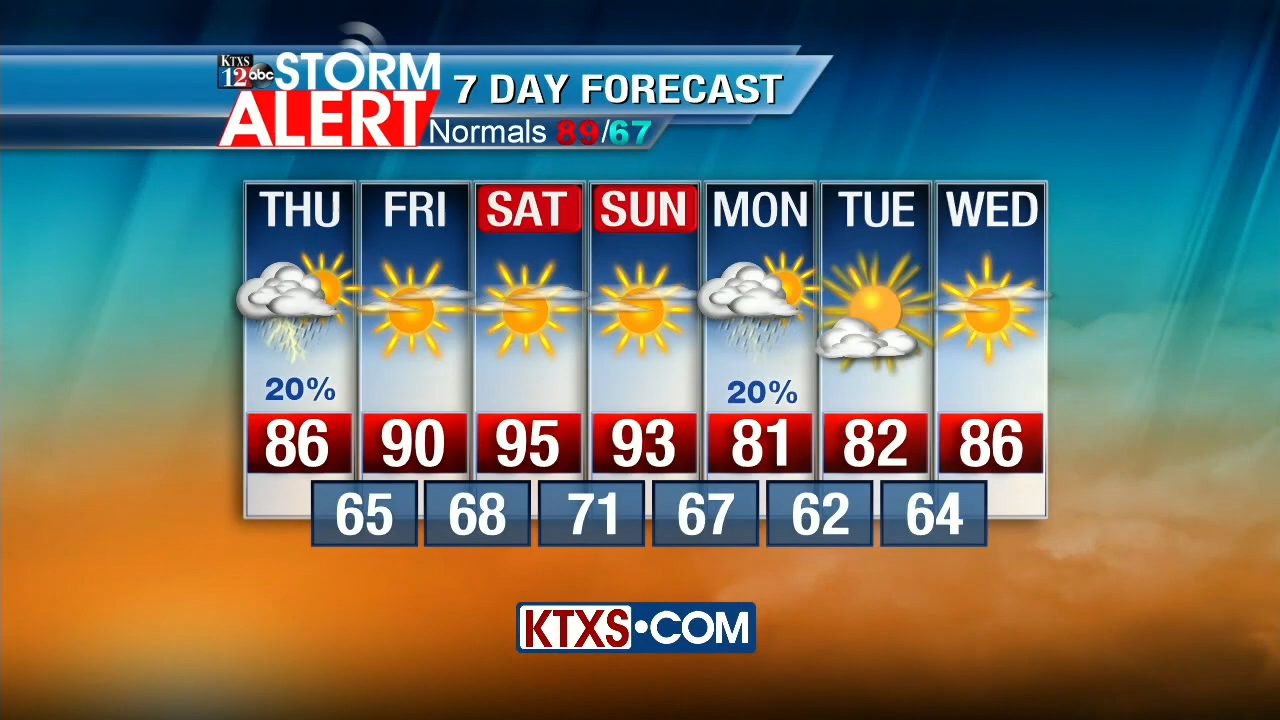 KTXS
12 abc STORM
ALERT
7 DAY FORECAST
Normals 89/67
THU FRI SAT SUN MON TUE WED
20% 20%
86 90 95 93 81 82 86
65 68 71 67 62 64
KTXS.COM